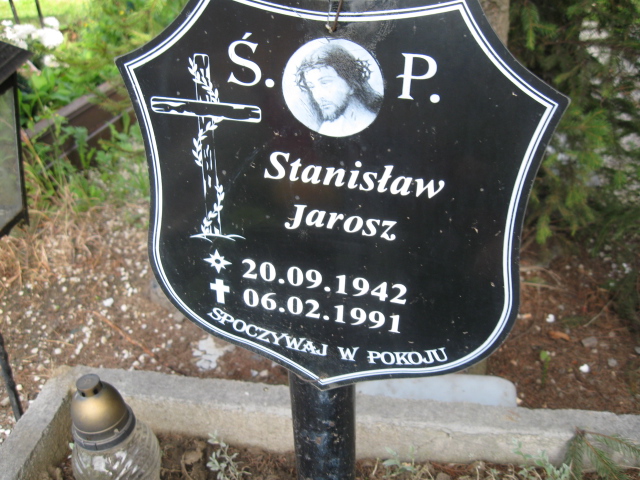 Ś. P.
Stanisław
Jarosz
20.09.1942
06.02.1991
SPOCZYWAJ W POKOJU